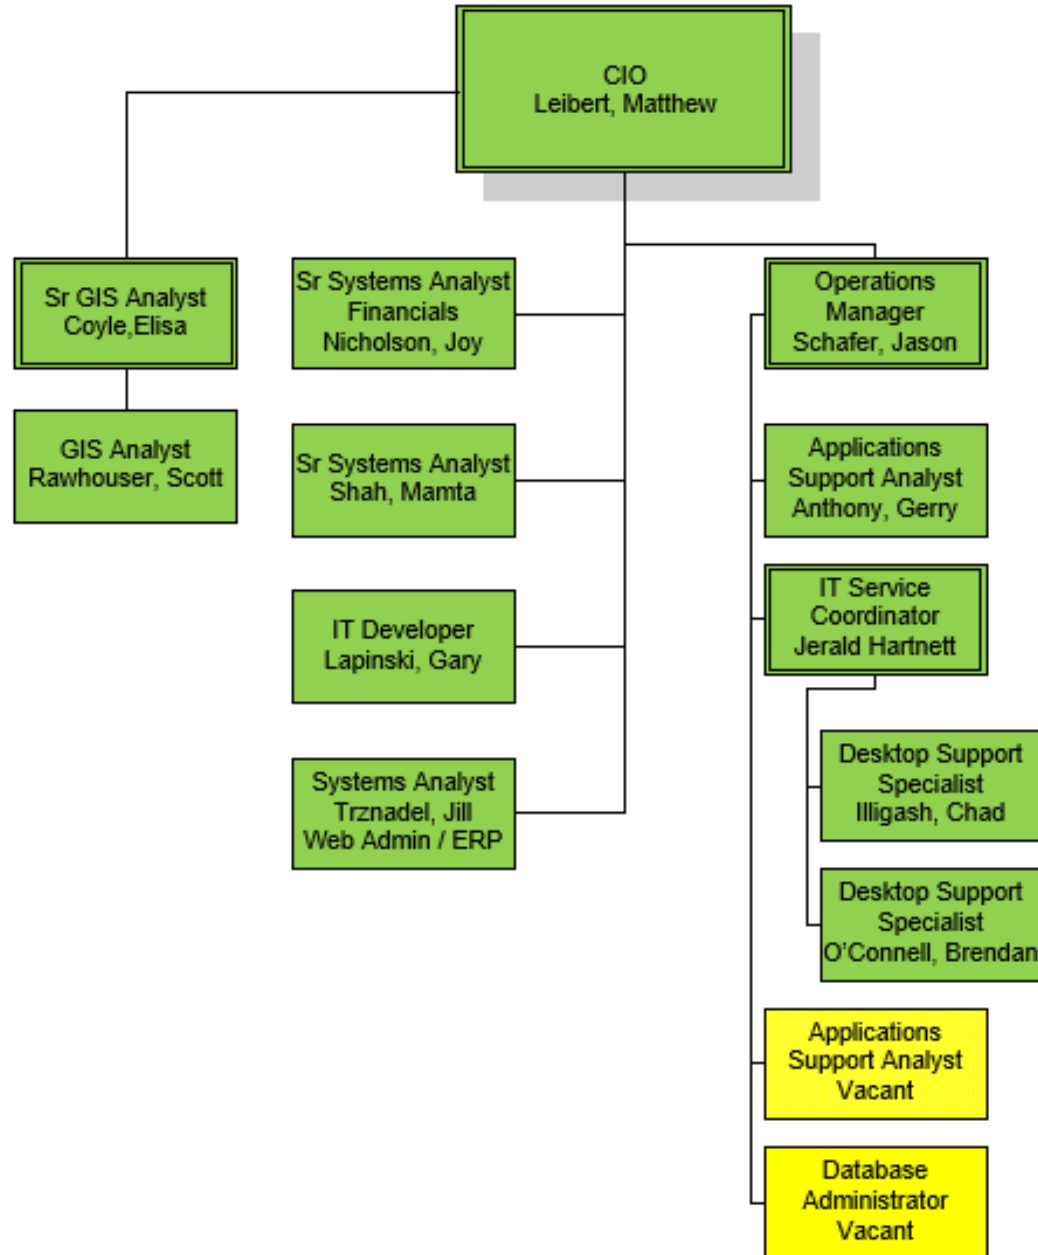 CIO
Leibert, Matthew
Sr GIS Analyst
Coyle,Elisa
GIS Analyst
Rawhouser, Scott
Sr Systems Analyst
Financials
Nicholson, Joy
Sr Systems Analyst
Shah, Mamta
IT Developer
Lapinski, Gary
Systems Analyst
Trznadel, Jill
Web Admin / ERP
Operations
Manager
Schafer, Jason
Applications
Support Analyst
Anthony, Gerry
IT Service
Coordinator
Jerald Hartnett
Desktop Support
Specialist
Illigash, Chad
Desktop Support
Specialist
O'Connell, Brendan
Applications
Support Analyst
Vacant
Database
Administrator
Vacant